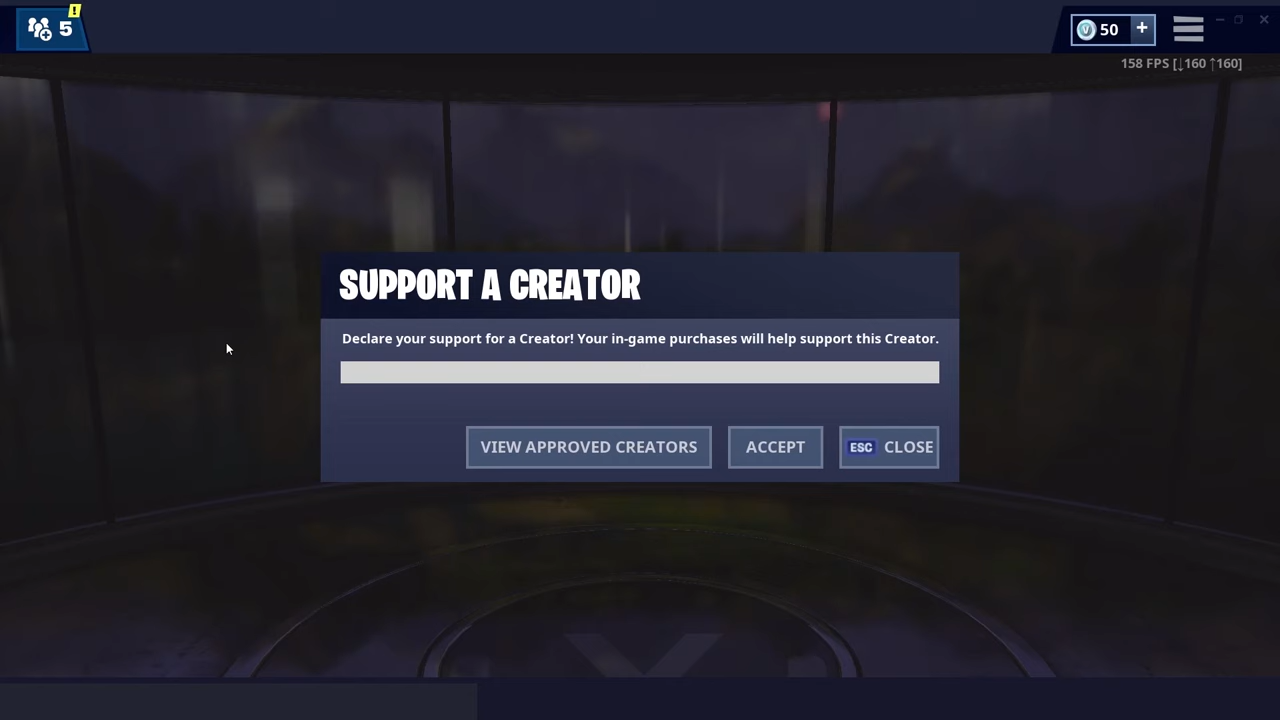 !
5
50 +
158 FPS [↓160 ↑160]
SUPPORT A CREATOR
Declare your support for a Creator! Your in-game purchases will help support this Creator.
VIEW APPROVED CREATORS
ACCEPT
ESC CLOSE